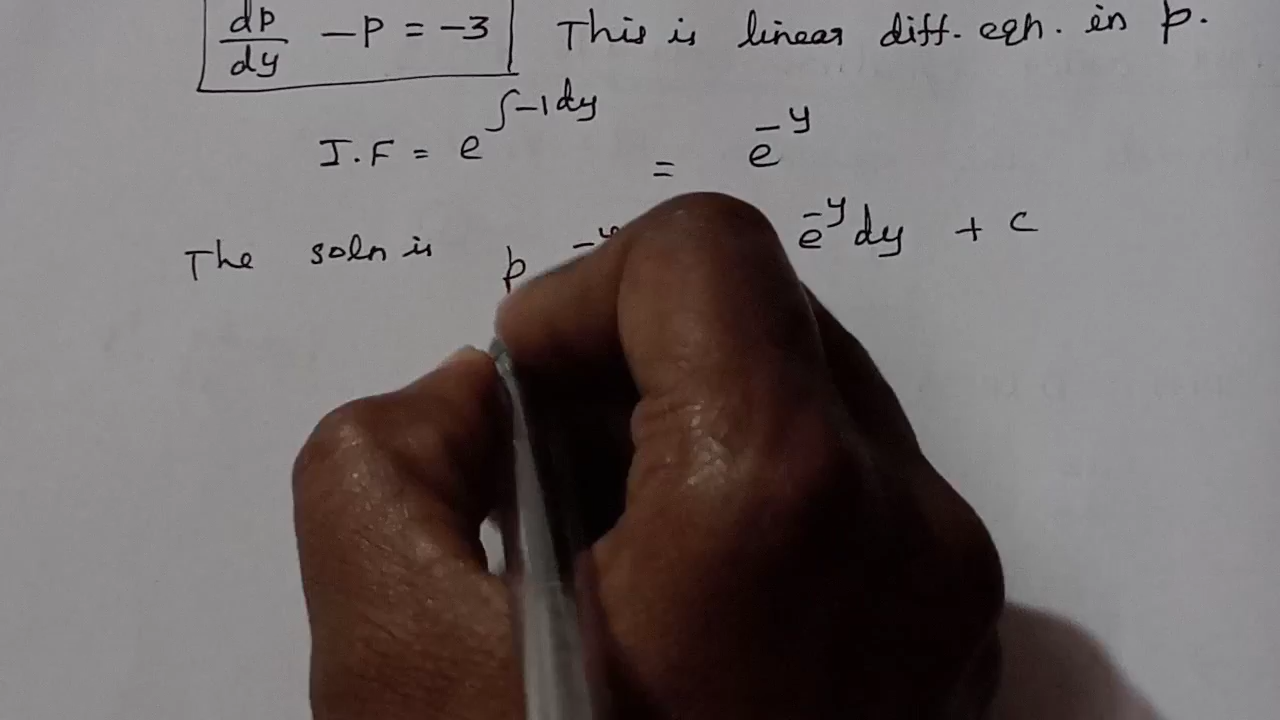 dp/dy - p = -3 This is linear diff. eqn. in p.
I.F = e^∫-1dy = e^-y
The soln is p e^-y dy + c